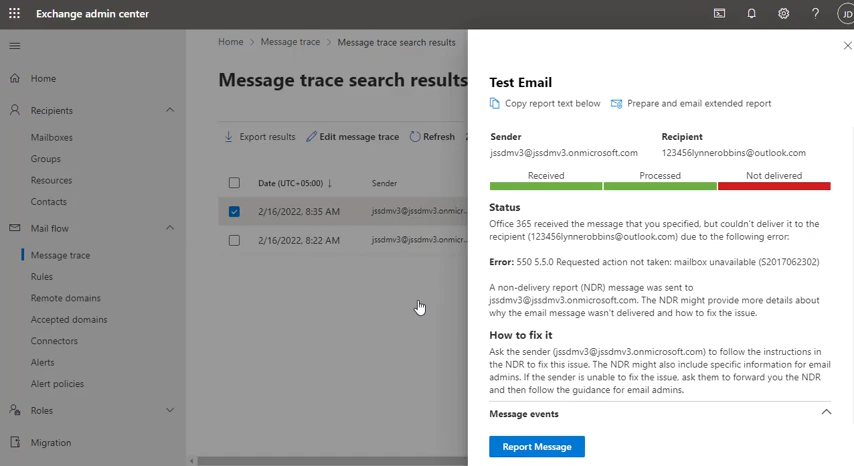 Exchange admin center
JD
Home > Message trace > Message trace search results
Home
Recipients
Mailboxes
Groups
Resources
Contacts
Mail flow
Message trace
Rules
Remote domains
Accepted domains
Connectors
Alerts
Alert policies
Roles
Migration
Message trace search results
Export results Edit message trace Refresh
Date (UTC+05:00) ↓ Sender
2/16/2022, 8:35 AM jssdmv3@jssdmv3.onmicr...
2/16/2022, 8:22 AM jssdmv3@jssdmv3.onmicr...
Test Email
Copy report text below Prepare and email extended report
Sender Recipient
jssdmv3@jssdmv3.onmicrosoft.com 123456lynnerobbins@outlook.com
Received Processed Not delivered
Status
Office 365 received the message that you specified, but couldn't deliver it to the
recipient (123456lynnerobbins@outlook.com) due to the following error:
Error: 550 5.5.0 Requested action not taken: mailbox unavailable (S2017062302)
A non-delivery report (NDR) message was sent to
jssdmv3@jssdmv3.onmicrosoft.com. The NDR might provide more details about
why the email message wasn't delivered and how to fix the issue.
How to fix it
Ask the sender (jssdmv3@jssdmv3.onmicrosoft.com) to follow the instructions in
the NDR to fix this issue. The NDR might also include specific information for email
admins. If the sender is unable to fix the issue, ask them to forward you the NDR
and then follow the guidance for email admins.
Message events
Report Message